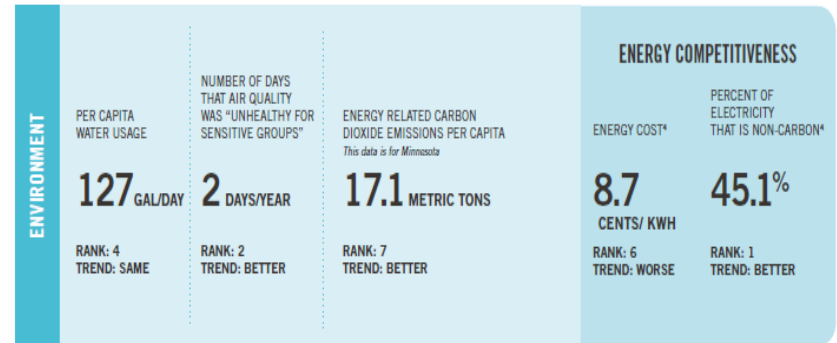 ENVIRONMENT
PER CAPITA
WATER USAGE
127 GAL/DAY
RANK: 4
TREND: SAME
NUMBER OF DAYS
THAT AIR QUALITY
WAS “UNHEALTHY FOR
SENSITIVE GROUPS”
2 DAYS/YEAR
RANK: 2
TREND: BETTER
ENERGY RELATED CARBON
DIOXIDE EMISSIONS PER CAPITA
This data is for Minnesota
17.1 METRIC TONS
RANK: 7
TREND: BETTER
ENERGY COMPETITIVENESS
ENERGY COST⁴
8.7
CENTS/ KWH
RANK: 6
TREND: WORSE
PERCENT OF
ELECTRICITY
THAT IS NON-CARBON⁴
45.1%
RANK: 1
TREND: BETTER